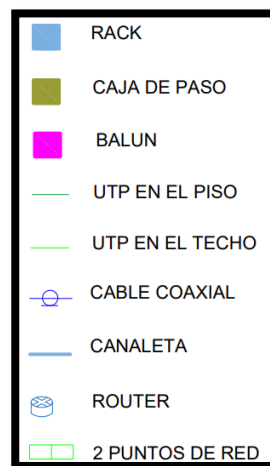 RACK
CAJA DE PASO
BALUN
UTP EN EL PISO
UTP EN EL TECHO
CABLE COAXIAL
CANALETA
ROUTER
2 PUNTOS DE RED